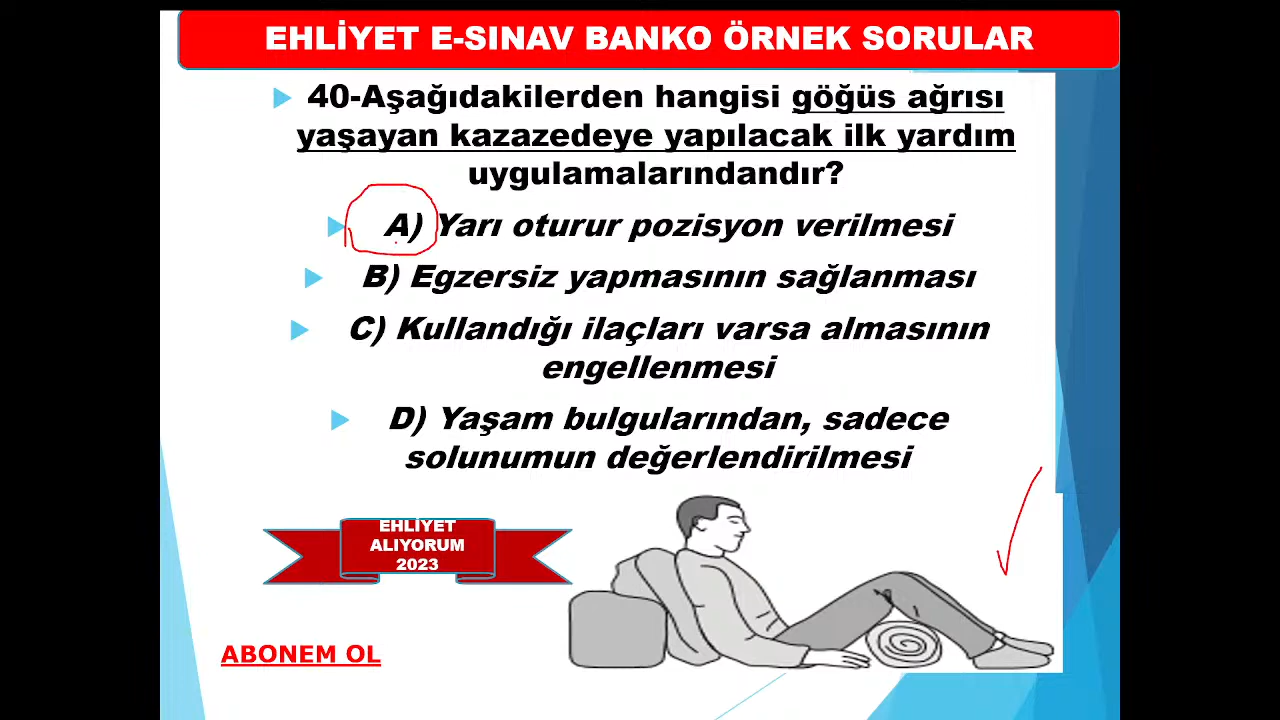 EHLİYET E-SINAV BANKO ÖRNEK SORULAR
40-Aşağıdakilerden hangisi göğüs ağrısı
yaşayan kazazedeye yapılacak ilk yardım
uygulamalarındandır?
A) Yarı oturur pozisyon verilmesi
B) Egzersiz yapmasının sağlanması
C) Kullandığı ilaçları varsa almasının
engellenmesi
D) Yaşam bulgularından, sadece
solunumun değerlendirilmesi
EHLİYET
ALIYORUM
2023
ABONEM OL